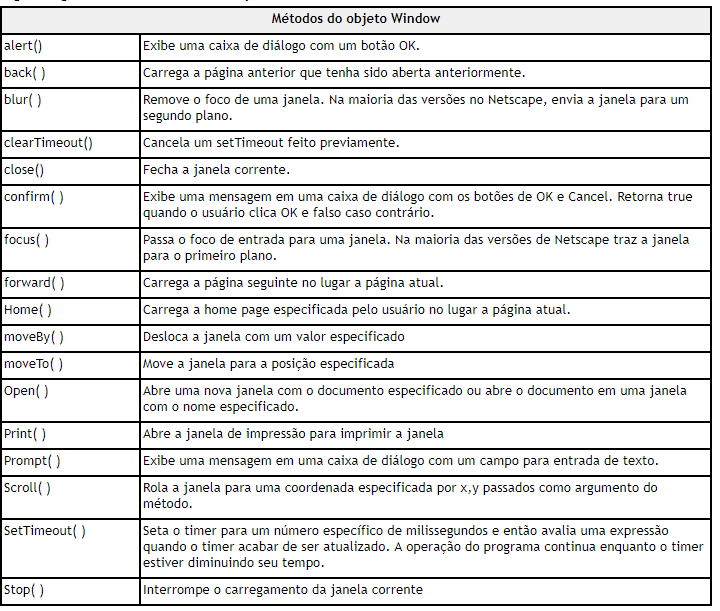 Métodos do objeto Window
alert()
Exibe uma caixa de diálogo com um botão OK.
back( )
Carrega a página anterior que tenha sido aberta anteriormente.
blur( )
Remove o foco de uma janela. Na maioria das versões no Netscape, envia a janela para um
segundo plano.
clearTimeout()
Cancela um setTimeout feito previamente.
close()
Fecha a janela corrente.
confirm( )
Exibe uma mensagem em uma caixa de diálogo com os botões de OK e Cancel. Retorna true
quando o usuário clica OK e falso caso contrário.
focus( )
Passa o foco de entrada para uma janela. Na maioria das versões de Netscape traz a janela
para o primeiro plano.
forward( )
Carrega a página seguinte no lugar a página atual.
Home( )
Carrega a home page especificada pelo usuário no lugar a página atual.
moveBy( )
Desloca a janela com um valor especificado
moveTo( )
Move a janela para a posição especificada
Open( )
Abre uma nova janela com o documento especificado ou abre o documento em uma janela
com o nome especificado.
Print( )
Abre a janela de impressão para imprimir a janela
Prompt( )
Exibe uma mensagem em uma caixa de diálogo com um campo para entrada de texto.
Scroll( )
Rola a janela para uma coordenada especificada por x,y passados como argumento do
método.
SetTimeout( )
Seta o timer para um número específico de milissegundos e então avalia uma expressão
quando o timer acabar de ser atualizado. A operação do programa continua enquanto o timer
estiver diminuindo seu tempo.
Stop( )
Interrompe o carregamento da janela corrente